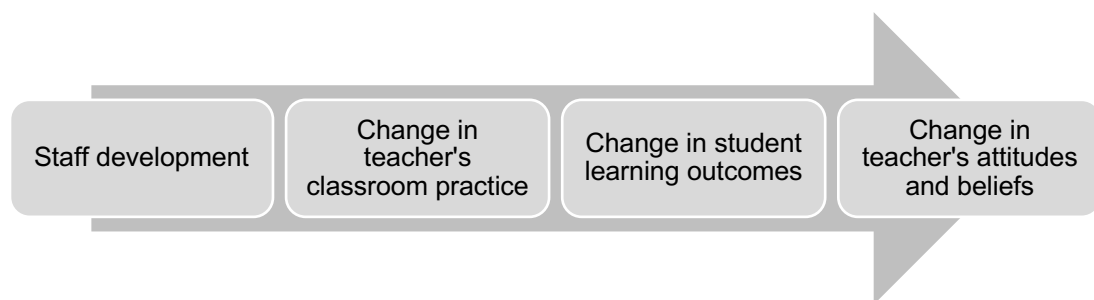 Staff development
Change in
teacher's
classroom practice
Change in student
learning outcomes
Change in
teacher's attitudes
and beliefs